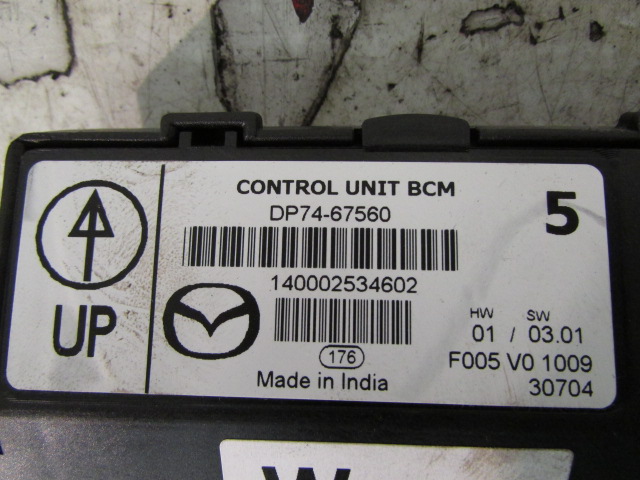 UP
CONTROL UNIT BCM
5
DP74-67560
140002534602
HW SW
01 / 03.01
176
F005 V0 1009
Made in India
30704
W